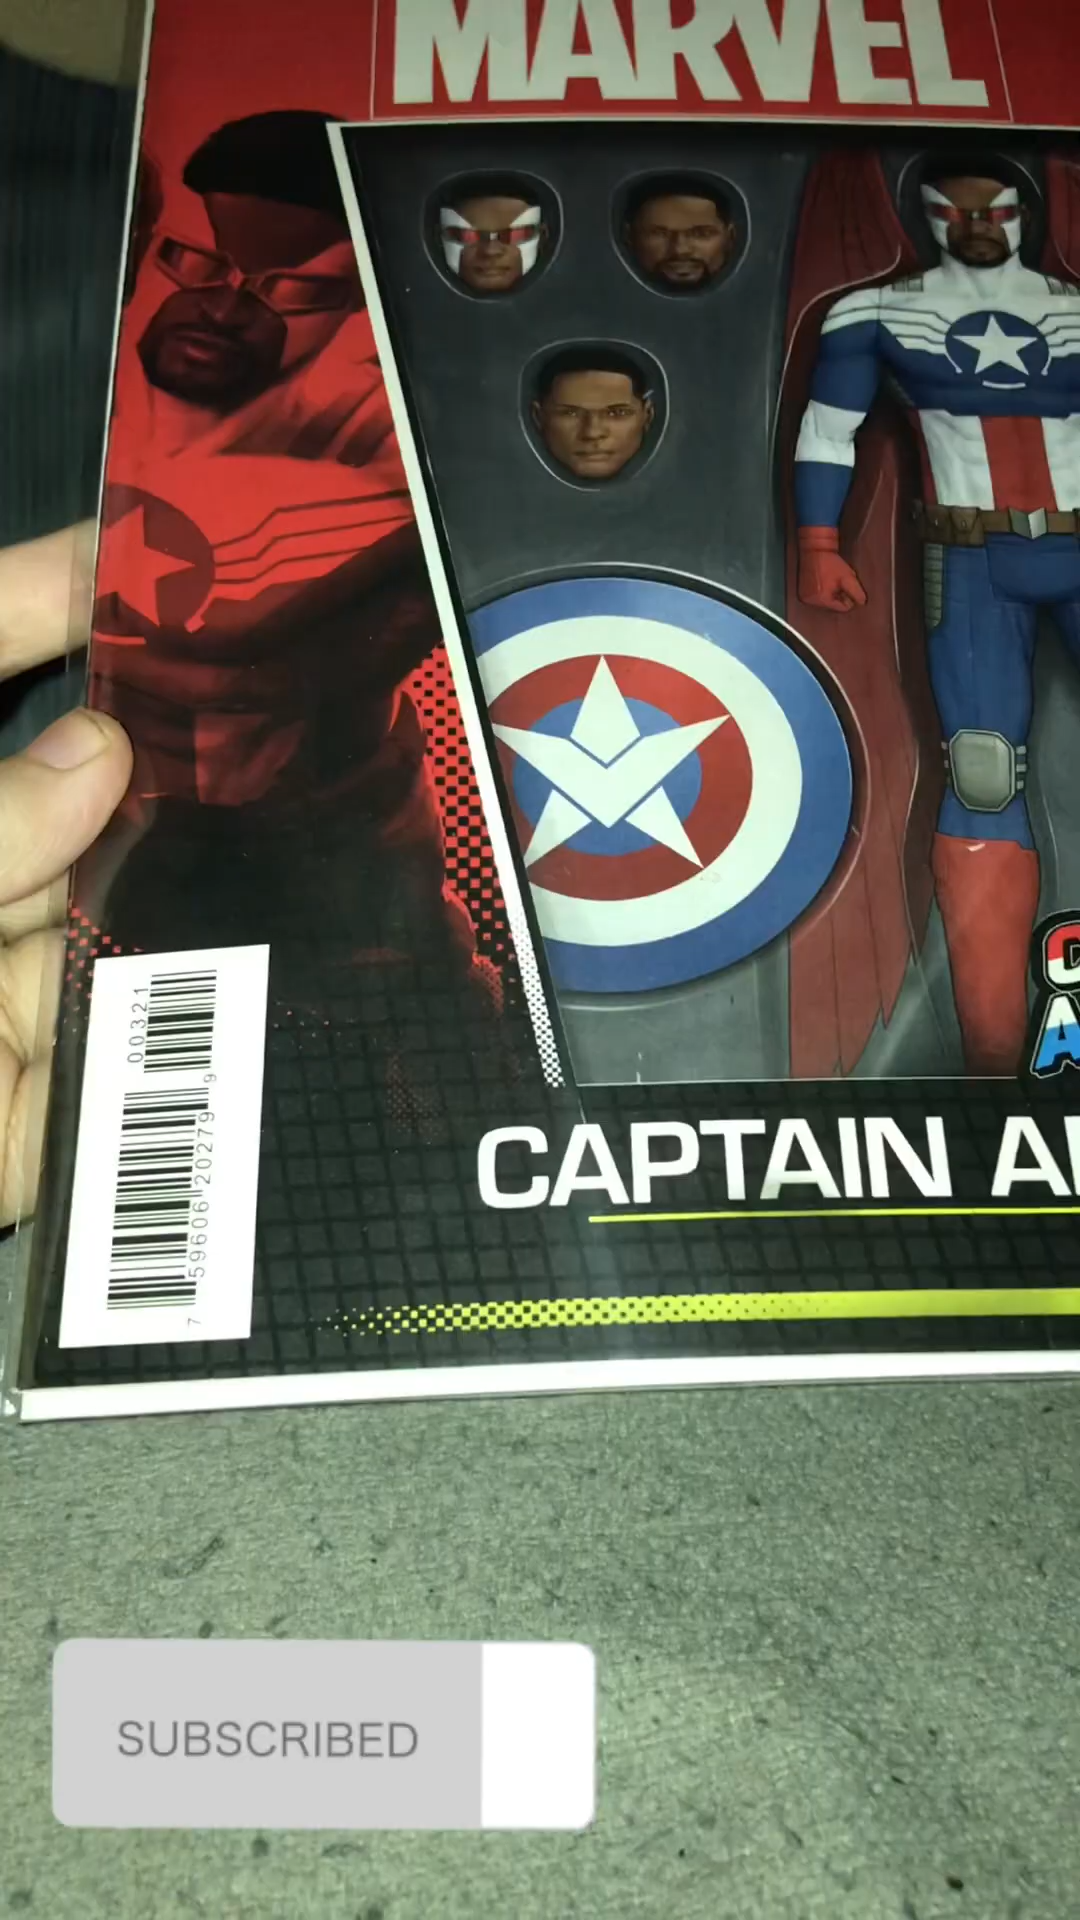 MARVEL
C
A
00321
7 59606 20279 9
CAPTAIN A
SUBSCRIBED